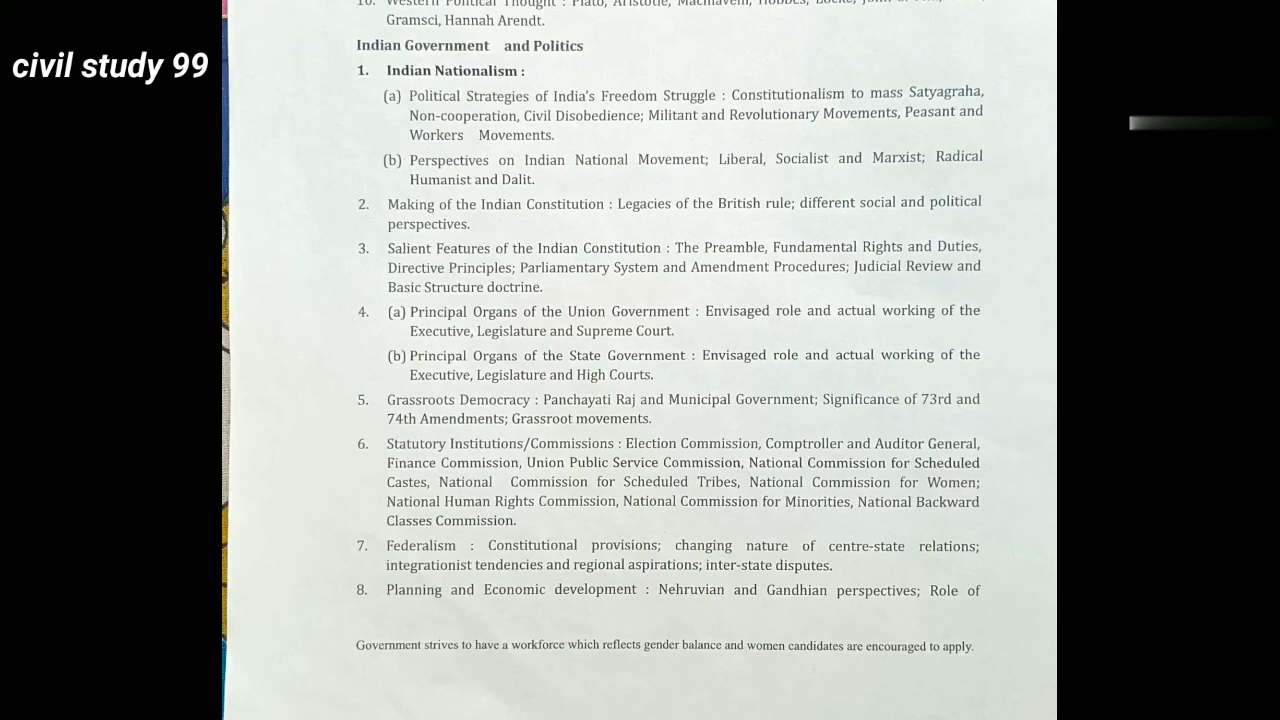 civil study 99
10. Western Political Thought : Plato, Aristotle, Machiavelli, Hobbes, Locke, John
Gramsci, Hannah Arendt.
Indian Government and Politics
1. Indian Nationalism :
(a) Political Strategies of India's Freedom Struggle : Constitutionalism to mass Satyagraha,
Non-cooperation, Civil Disobedience; Militant and Revolutionary Movements, Peasant and
Workers Movements.
(b) Perspectives on Indian National Movement; Liberal, Socialist and Marxist; Radical
Humanist and Dalit.
2. Making of the Indian Constitution : Legacies of the British rule; different social and political
perspectives.
3. Salient Features of the Indian Constitution : The Preamble, Fundamental Rights and Duties,
Directive Principles; Parliamentary System and Amendment Procedures; Judicial Review and
Basic Structure doctrine.
4. (a) Principal Organs of the Union Government : Envisaged role and actual working of the
Executive, Legislature and Supreme Court.
(b) Principal Organs of the State Government : Envisaged role and actual working of the
Executive, Legislature and High Courts.
5. Grassroots Democracy : Panchayati Raj and Municipal Government; Significance of 73rd and
74th Amendments; Grassroot movements.
6. Statutory Institutions/Commissions : Election Commission, Comptroller and Auditor General,
Finance Commission, Union Public Service Commission, National Commission for Scheduled
Castes, National Commission for Scheduled Tribes, National Commission for Women;
National Human Rights Commission, National Commission for Minorities, National Backward
Classes Commission.
7. Federalism : Constitutional provisions; changing nature of centre-state relations;
integrationist tendencies and regional aspirations; inter-state disputes.
8. Planning and Economic development : Nehruvian and Gandhian perspectives; Role of
Government strives to have a workforce which reflects gender balance and women candidates are encouraged to apply.